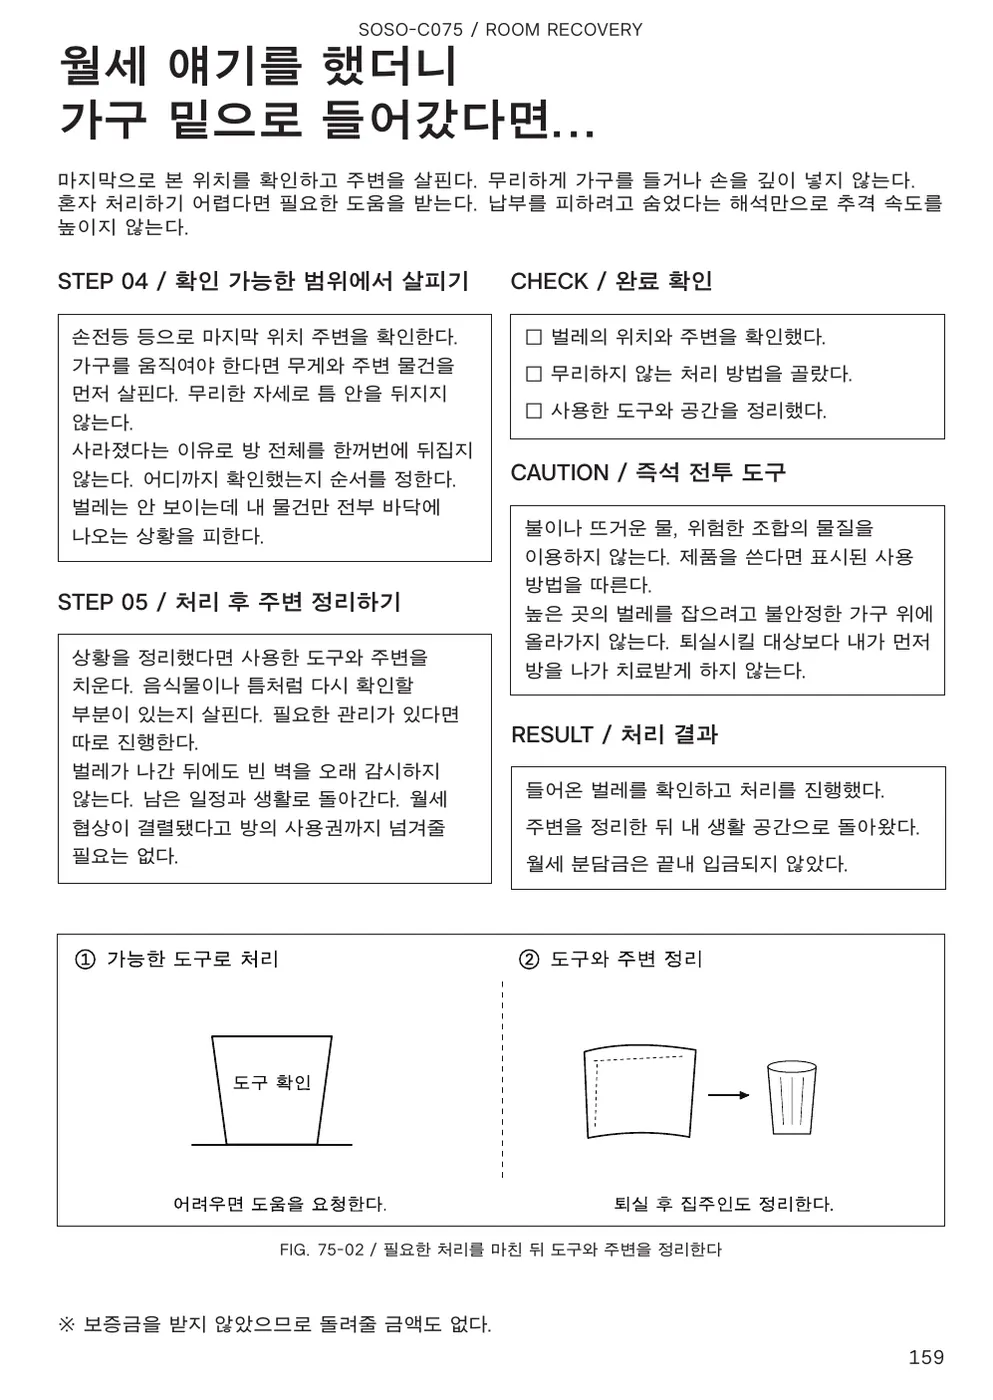 SOSO-C075 / ROOM RECOVERY
월세 얘기를 했더니
가구 밑으로 들어갔다면...
마지막으로 본 위치를 확인하고 주변을 살핀다. 무리하게 가구를 들거나 손을 깊이 넣지 않는다.
혼자 처리하기 어렵다면 필요한 도움을 받는다. 납부를 피하려고 숨었다는 해석만으로 추격 속도를
높이지 않는다.
STEP 04 / 확인 가능한 범위에서 살피기
손전등 등으로 마지막 위치 주변을 확인한다.
가구를 움직여야 한다면 무게와 주변 물건을
먼저 살핀다. 무리한 자세로 틈 안을 뒤지지
않는다.
사라졌다는 이유로 방 전체를 한꺼번에 뒤집지
않는다. 어디까지 확인했는지 순서를 정한다.
벌레는 안 보이는데 내 물건만 전부 바닥에
나오는 상황을 피한다.
STEP 05 / 처리 후 주변 정리하기
상황을 정리했다면 사용한 도구와 주변을
치운다. 음식물이나 틈처럼 다시 확인할
부분이 있는지 살핀다. 필요한 관리가 있다면
따로 진행한다.
벌레가 나간 뒤에도 빈 벽을 오래 감시하지
않는다. 남은 일정과 생활로 돌아간다. 월세
협상이 결렬됐다고 방의 사용권까지 넘겨줄
필요는 없다.
CHECK / 완료 확인
□ 벌레의 위치와 주변을 확인했다.
□ 무리하지 않는 처리 방법을 골랐다.
□ 사용한 도구와 공간을 정리했다.
CAUTION / 즉석 전투 도구
불이나 뜨거운 물, 위험한 조합의 물질을
이용하지 않는다. 제품을 쓴다면 표시된 사용
방법을 따른다.
높은 곳의 벌레를 잡으려고 불안정한 가구 위에
올라가지 않는다. 퇴실시킬 대상보다 내가 먼저
방을 나가 치료받게 하지 않는다.
RESULT / 처리 결과
들어온 벌레를 확인하고 처리를 진행했다.
주변을 정리한 뒤 내 생활 공간으로 돌아왔다.
월세 분담금은 끝내 입금되지 않았다.
① 가능한 도구로 처리
도구 확인
어려우면 도움을 요청한다.
② 도구와 주변 정리
퇴실 후 집주인도 정리한다.
FIG. 75-02 / 필요한 처리를 마친 뒤 도구와 주변을 정리한다
※ 보증금을 받지 않았으므로 돌려줄 금액도 없다.
159